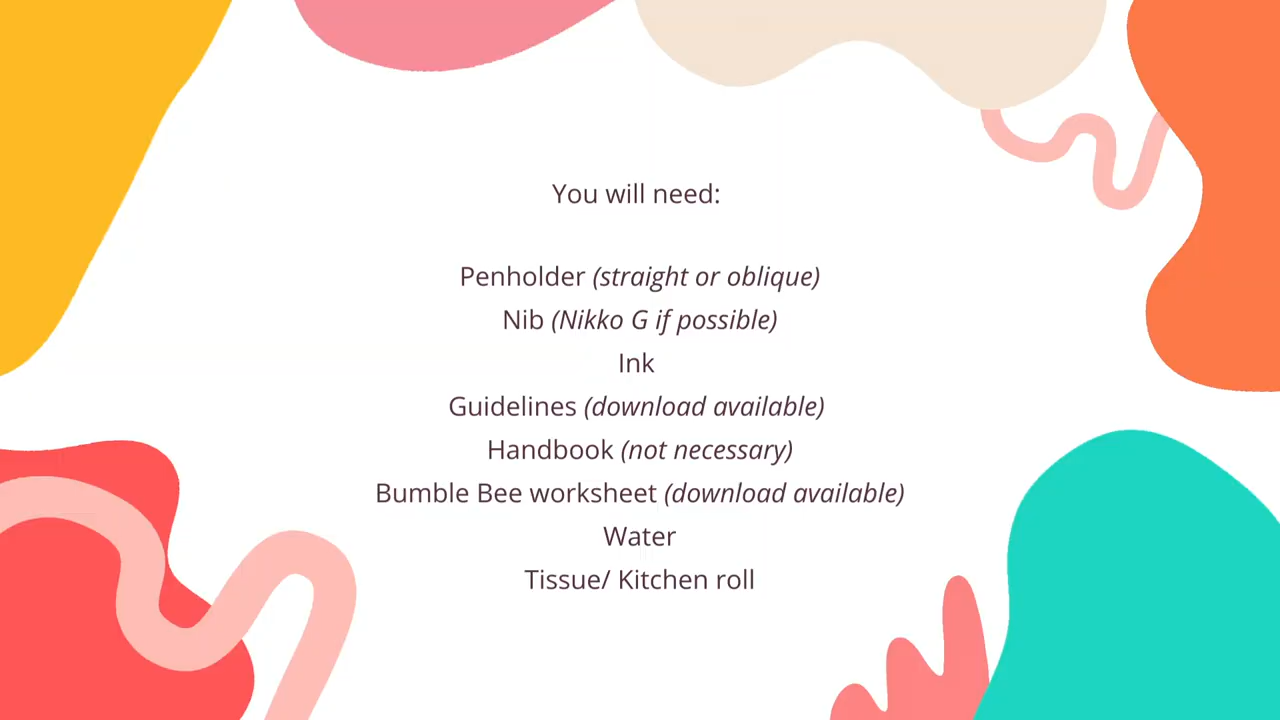 You will need:
Penholder (straight or oblique)
Nib (Nikko G if possible)
Ink
Guidelines (download available)
Handbook (not necessary)
Bumble Bee worksheet (download available)
Water
Tissue/ Kitchen roll